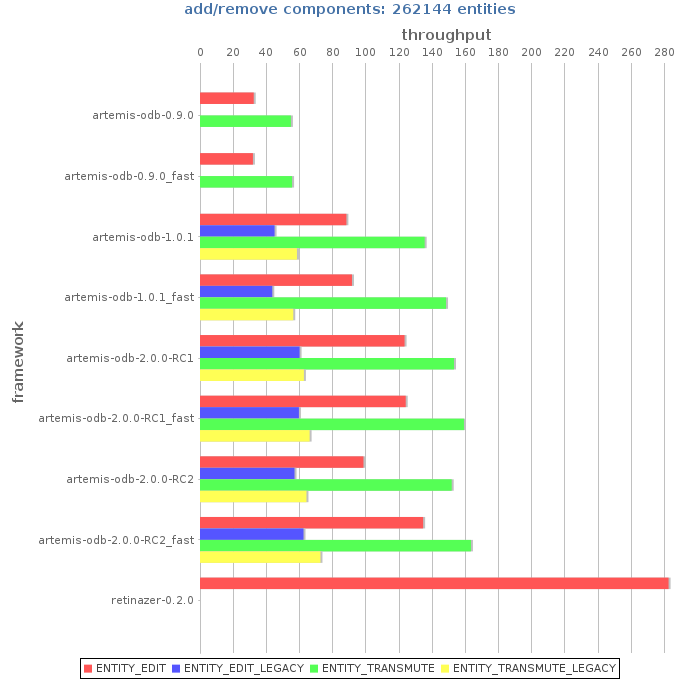 add/remove components: 262144 entities
throughput
0 20 40 60 80 100 120 140 160 180 200 220 240 260 280
framework
artemis-odb-0.9.0
artemis-odb-0.9.0_fast
artemis-odb-1.0.1
artemis-odb-1.0.1_fast
artemis-odb-2.0.0-RC1
artemis-odb-2.0.0-RC1_fast
artemis-odb-2.0.0-RC2
artemis-odb-2.0.0-RC2_fast
retinazer-0.2.0
ENTITY_EDIT ENTITY_EDIT_LEGACY ENTITY_TRANSMUTE ENTITY_TRANSMUTE_LEGACY